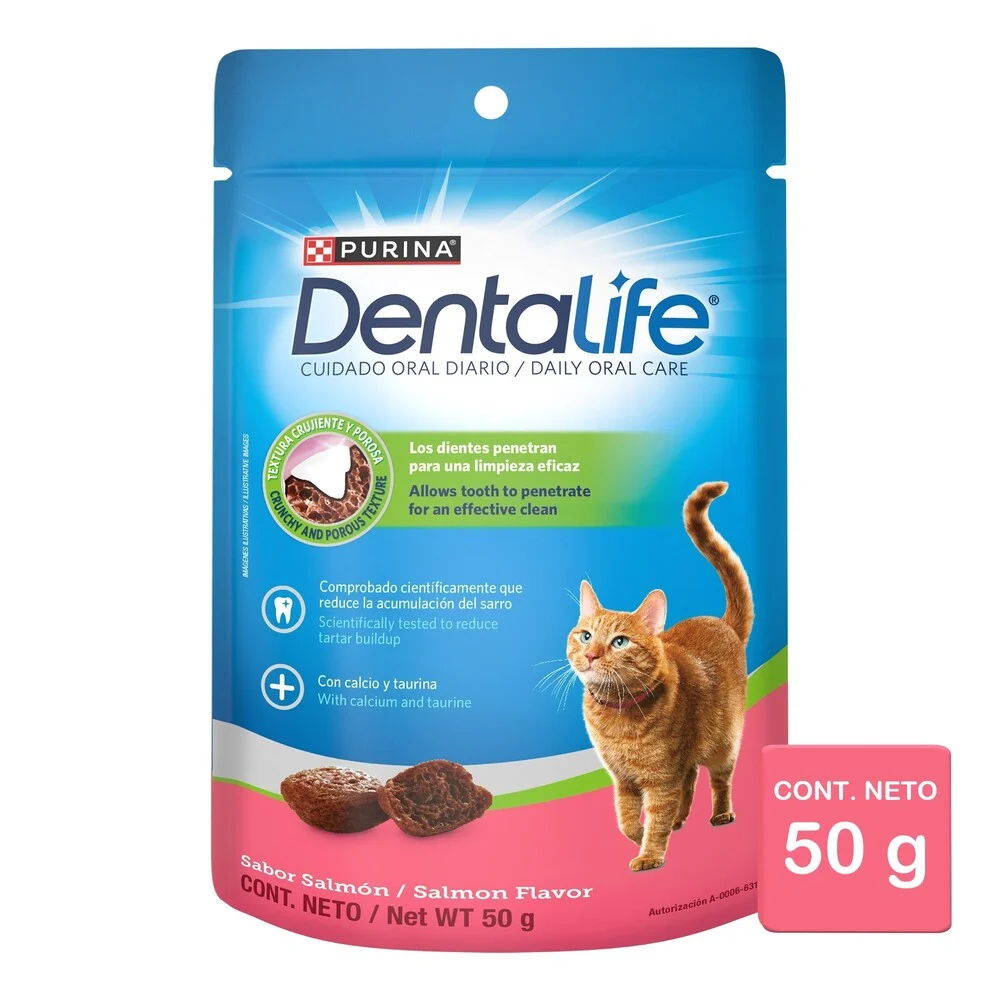 PURINA®
Dentalife®
CUIDADO ORAL DIARIO / DAILY ORAL CARE
TEXTURA CRUJIENTE Y POROSA
CRUNCHY AND POROUS TEXTURE
Los dientes penetran
para una limpieza eficaz
Allows tooth to penetrate
for an effective clean
IMÁGENES ILUSTRATIVAS / ILLUSTRATIVE IMAGES
Comprobado científicamente que
reduce la acumulación del sarro
Scientifically tested to reduce
tartar buildup
Con calcio y taurina
With calcium and taurine
Sabor Salmón / Salmon Flavor
CONT. NETO / Net WT 50 g
Autorización A-0006-631
CONT. NETO
50 g